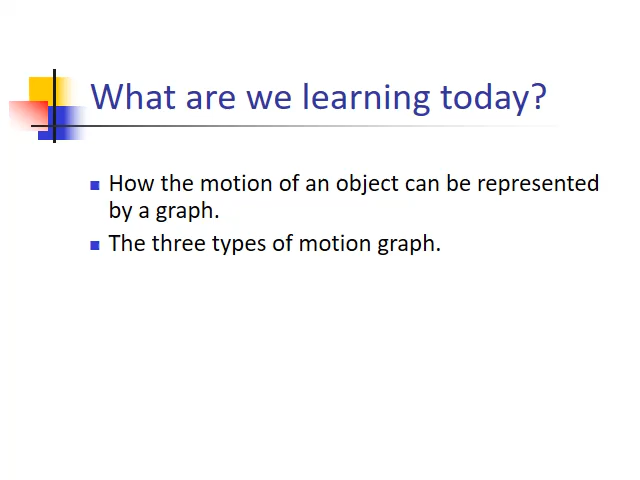 What are we learning today?
How the motion of an object can be represented
by a graph.
The three types of motion graph.